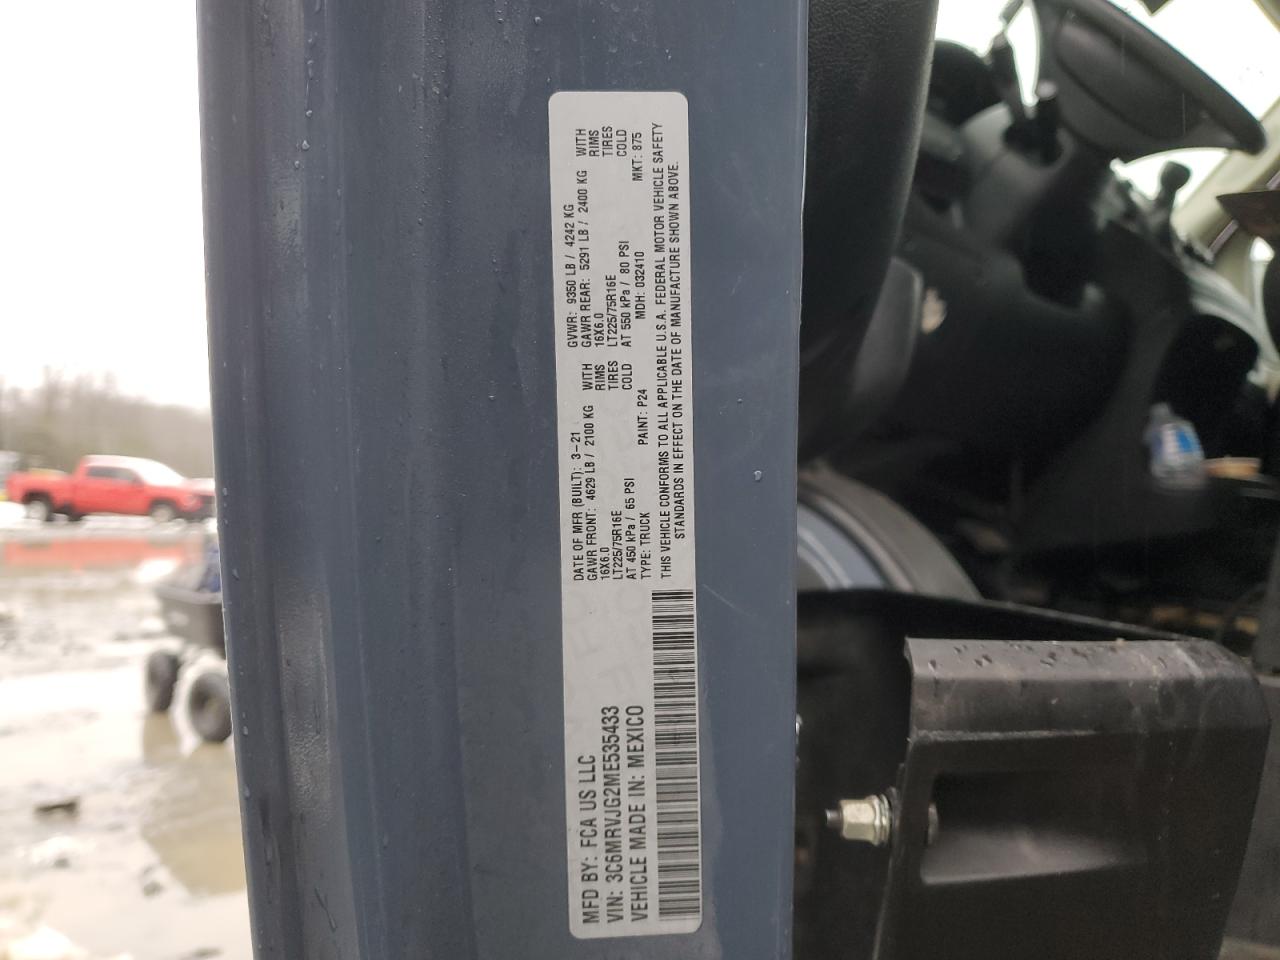 MFD BY: FCA US LLC
VIN: 3C6MRVJG2ME535433
VEHICLE MADE IN: MEXICO
DATE OF MFR (BUILT): 3-21 GVWR: 9350 LB / 4242 KG
GAWR FRONT: 4629 LB / 2100 KG WITH GAWR REAR: 5291 LB / 2400 KG WITH
16X6.0 RIMS 16X6.0 RIMS
LT225/75R16E TIRES LT225/75R16E TIRES
AT 450 kPa / 65 PSI COLD AT 550 kPa / 80 PSI COLD
TYPE: TRUCK PAINT: P24 MDH: 032410 MKT: 875
THIS VEHICLE CONFORMS TO ALL APPLICABLE U.S.A. FEDERAL MOTOR VEHICLE SAFETY
STANDARDS IN EFFECT ON THE DATE OF MANUFACTURE SHOWN ABOVE.